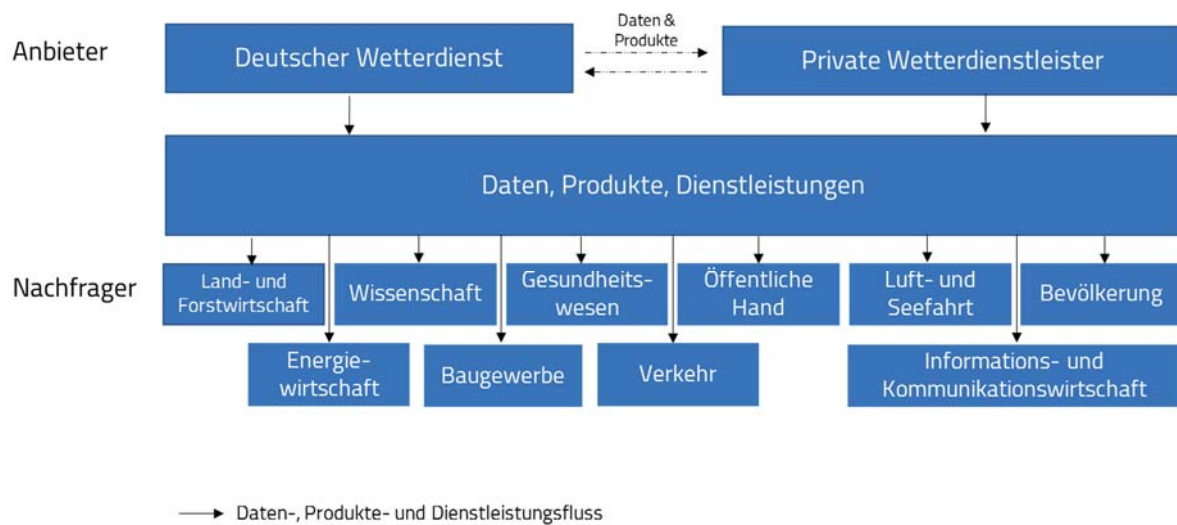 Anbieter
Deutscher Wetterdienst
Daten &
Produkte
Private Wetterdienstleister
Daten, Produkte, Dienstleistungen
Nachfrager
Land- und
Forstwirtschaft
Wissenschaft
Gesundheits-
wesen
Öffentliche
Hand
Luft- und
Seefahrt
Bevölkerung
Energie-
wirtschaft
Baugewerbe
Verkehr
Informations- und
Kommunikationswirtschaft
Daten-, Produkte- und Dienstleistungsfluss